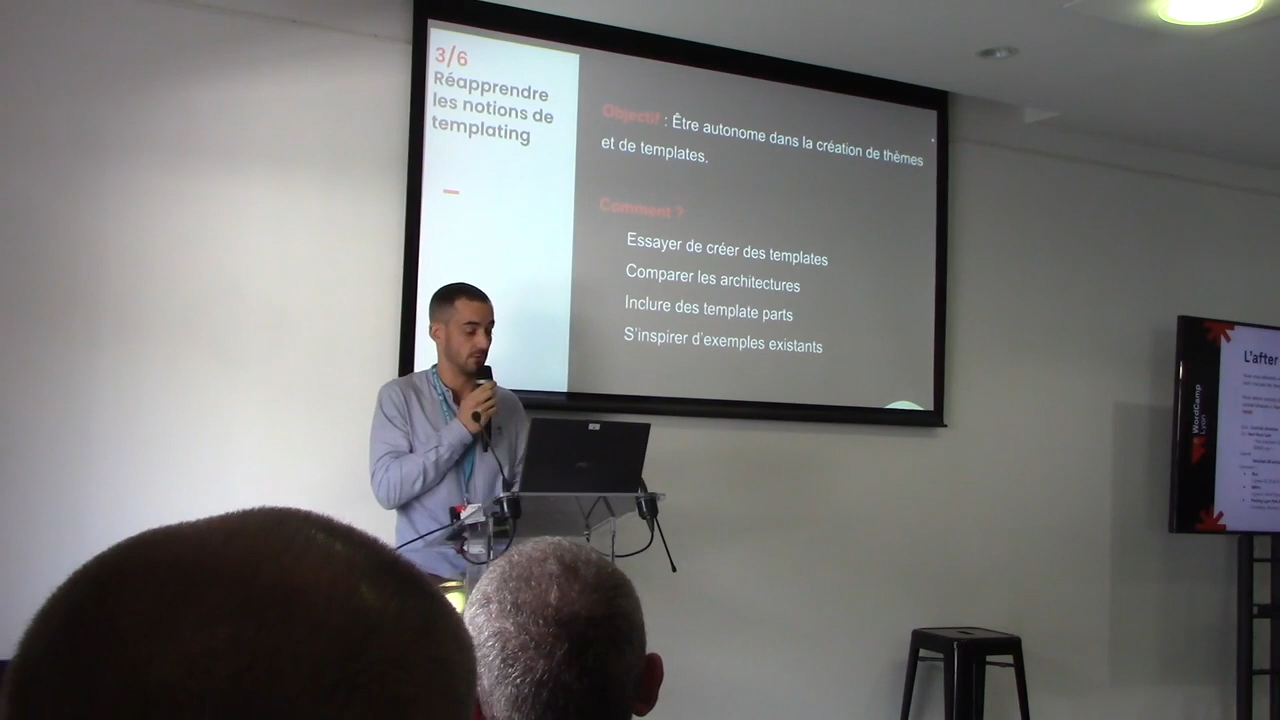 3/6
Réapprendre
les notions de
templating
Objectif : Être autonome dans la création de thèmes
et de templates.
Comment ?
Essayer de créer des templates
Comparer les architectures
Inclure des template parts
S'inspirer d'exemples existants
L'after
WordCamp
Lyon